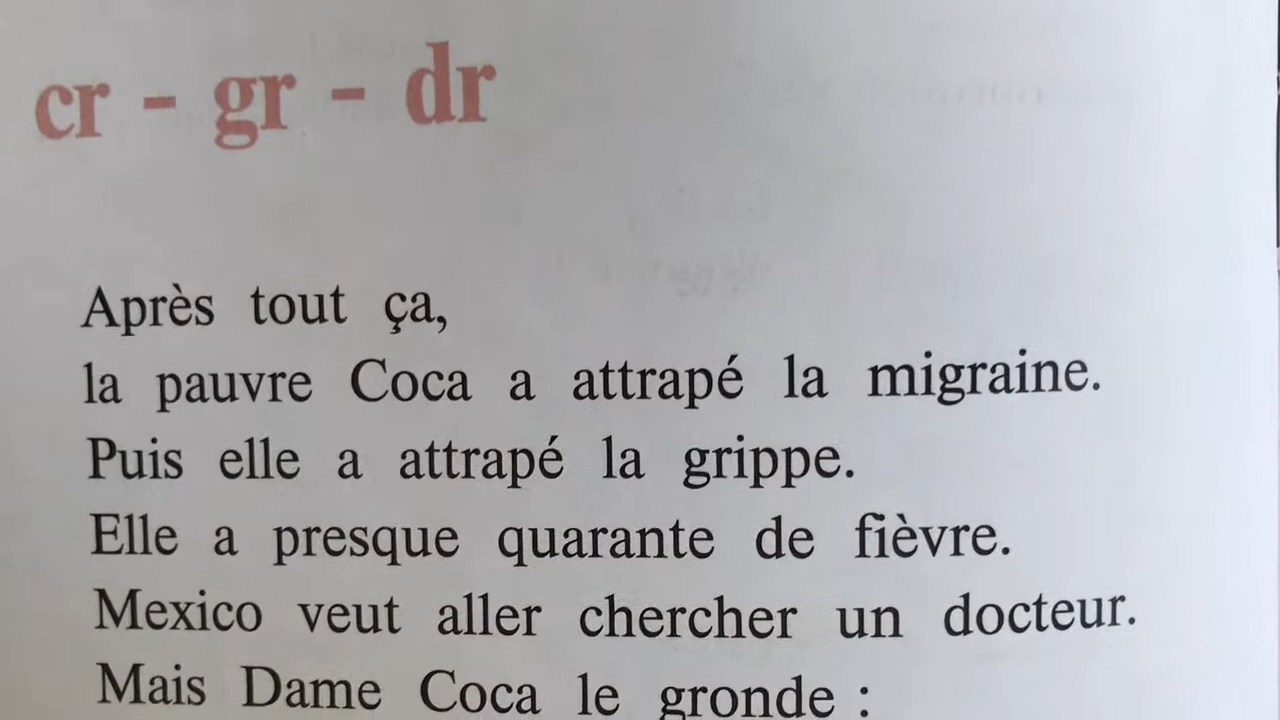 cr - gr - dr
Après tout ça,
la pauvre Coca a attrapé la migraine.
Puis elle a attrapé la grippe.
Elle a presque quarante de fièvre.
Mexico veut aller chercher un docteur.
Mais Dame Coca le gronde :